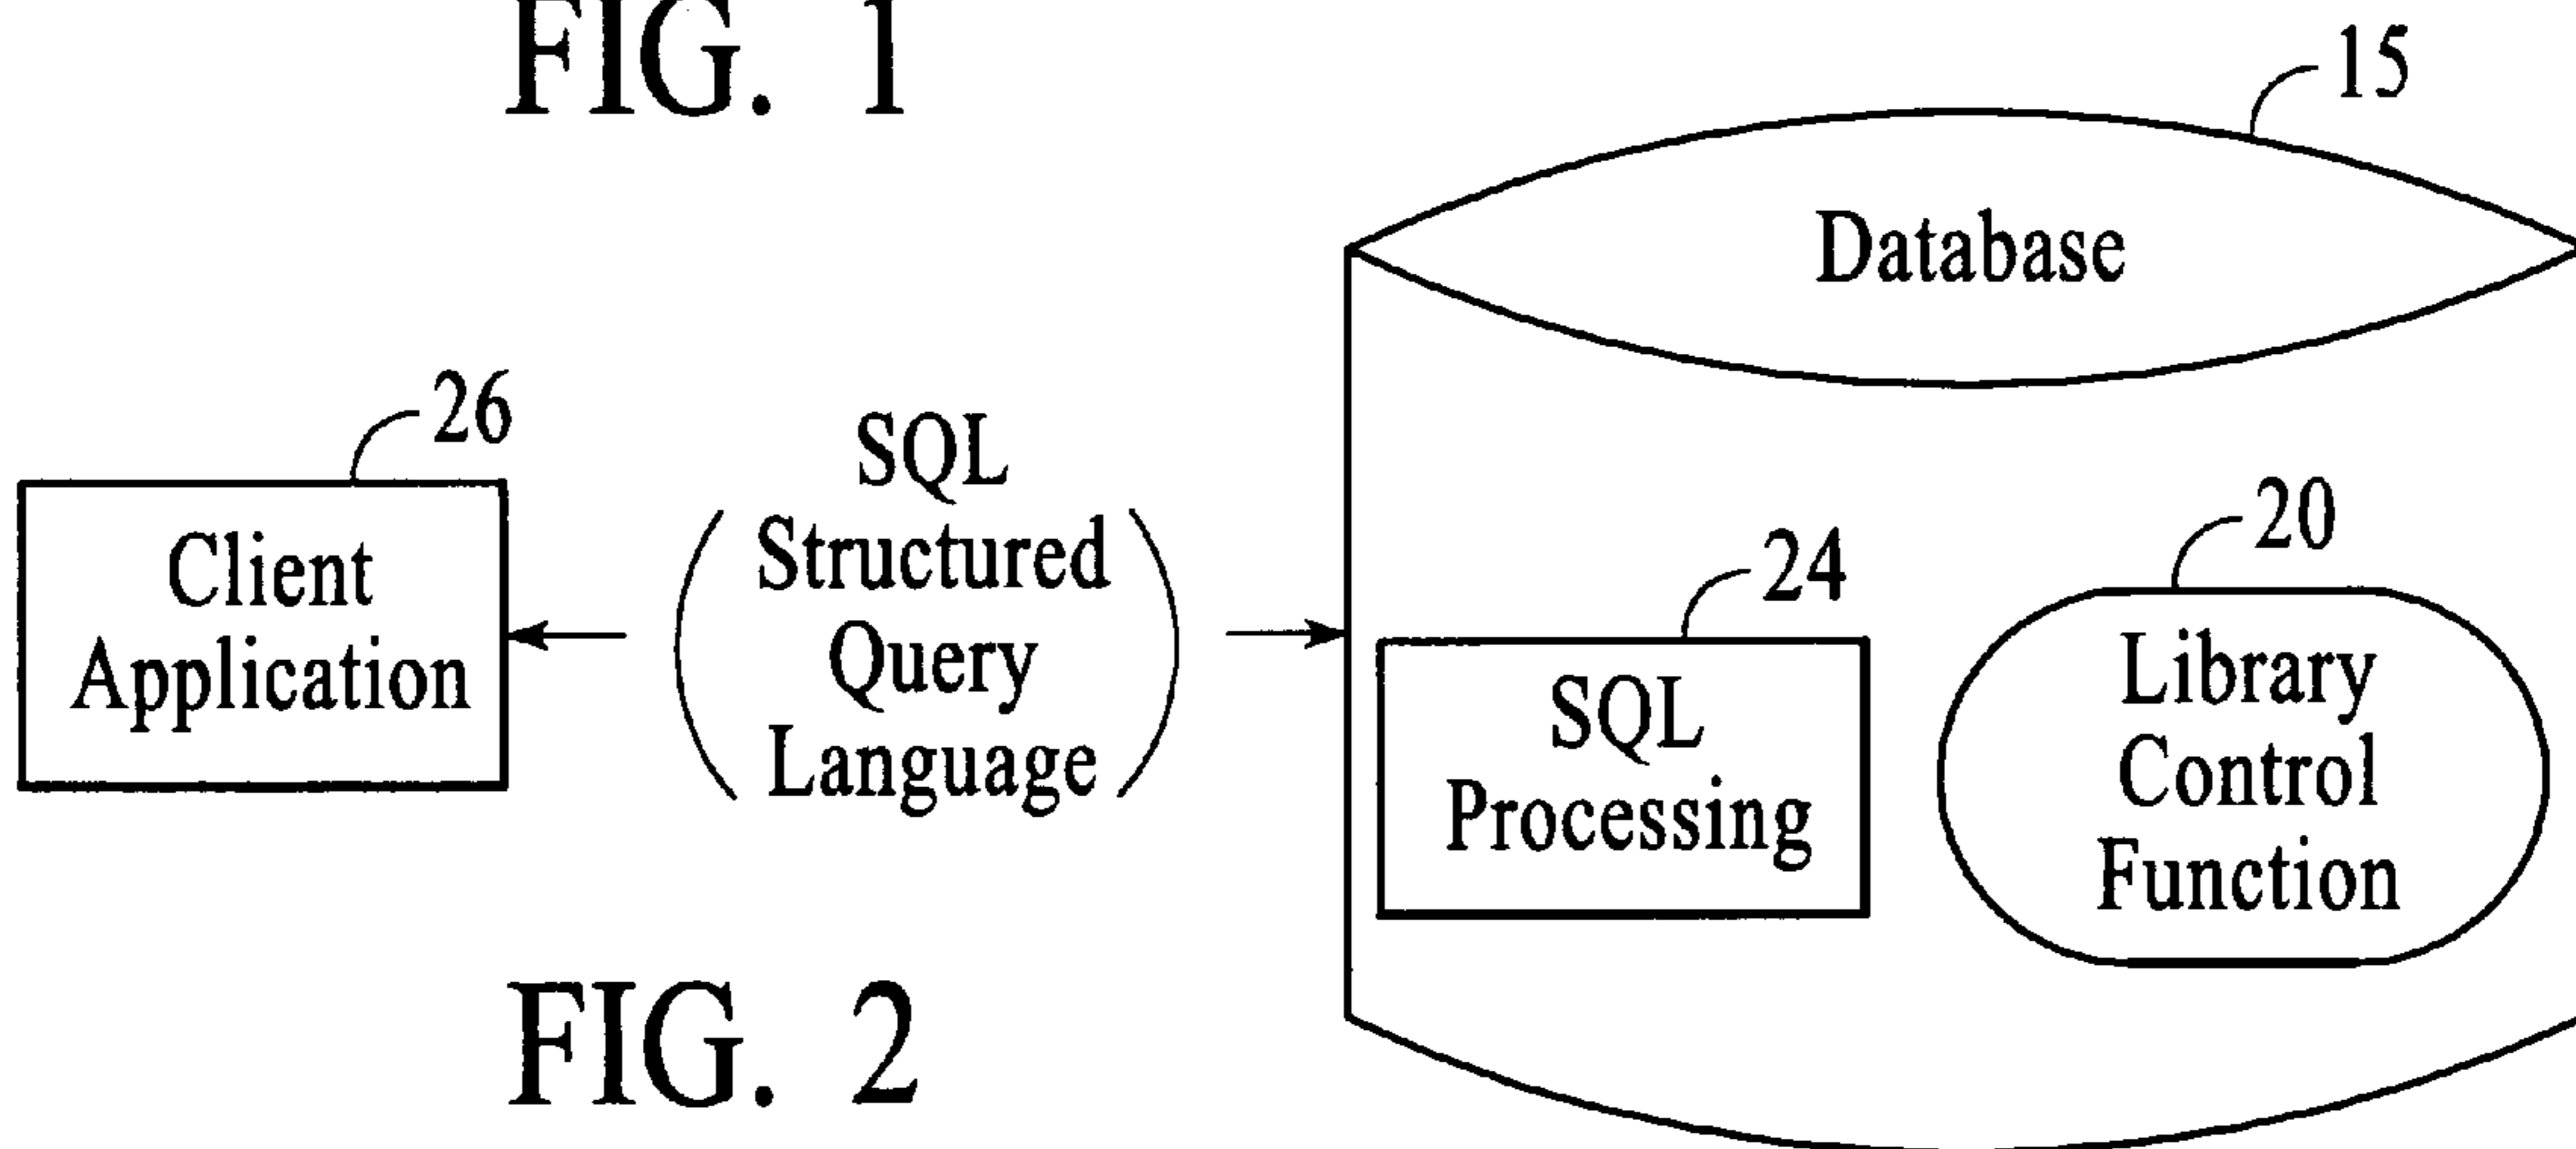 FIG. 1
15
Database
26
Client
Application
SQL
Structured
Query
Language
24
SQL
Processing
20
Library
Control
Function
FIG. 2